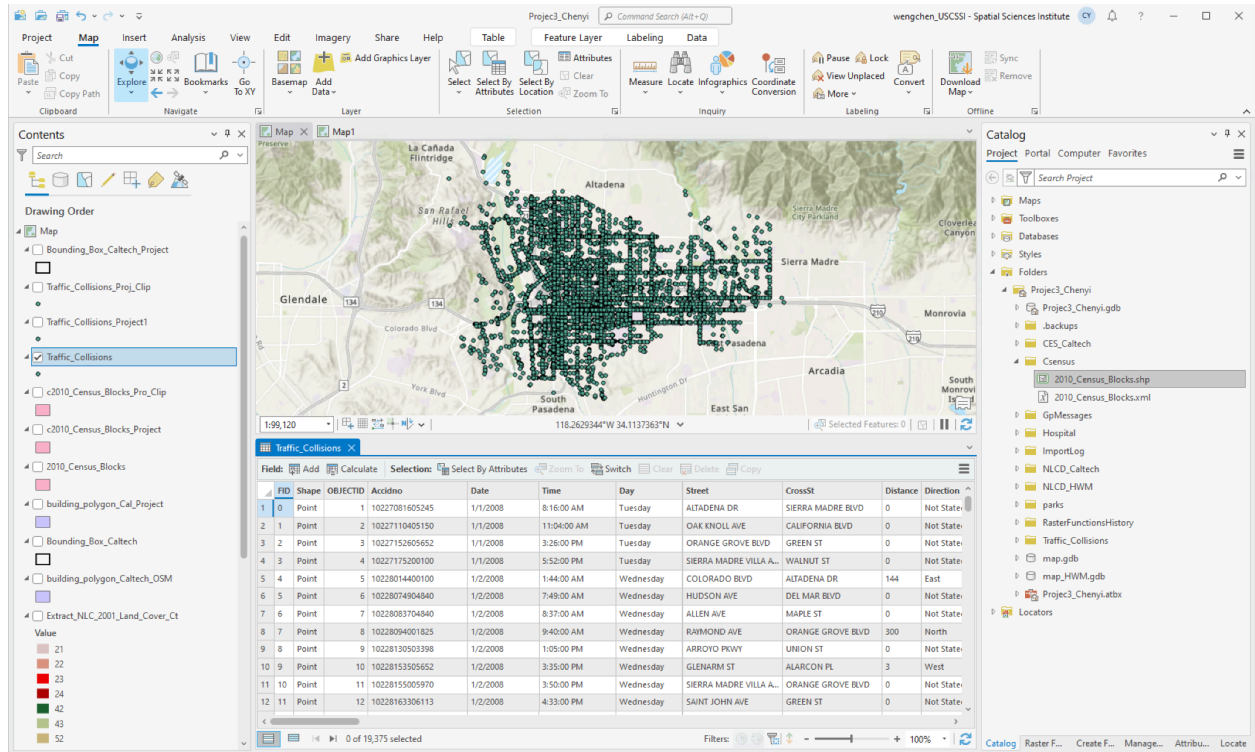 Projec3_Chenyi
Command Search (Alt+Q)
wengchen_USCSSI - Spatial Sciences Institute
CY
?
Project Map Insert Analysis View Edit Imagery Share Help Table Feature Layer Labeling Data
Paste
Cut
Copy
Copy Path
Clipboard
Explore
Bookmarks
Go To XY
Navigate
Basemap
Add Data
Add Graphics Layer
Layer
Select
Select By Attributes
Select By Location
Attributes
Clear
Zoom To
Selection
Measure
Locate
Infographics
Coordinate Conversion
Inquiry
Pause
Lock
View Unplaced
More
Convert
Labeling
Download Map
Sync
Remove
Offline
Contents
Search
Drawing Order
Map
Bounding_Box_Caltech_Project
Traffic_Collisions_Proj_Clip
Traffic_Collisions_Project1
Traffic_Collisions
c2010_Census_Blocks_Pro_Clip
c2010_Census_Blocks_Project
2010_Census_Blocks
building_polygon_Cal_Project
Bounding_Box_Caltech
building_polygon_Caltech_OSM
Extract_NLC_2001_Land_Cover_Ct
Value
21
22
23
24
42
43
52
Map
Map1
Preserve
La Cañada
Flintridge
Altadena
San Rafael
Hills
Sierra Madre
City Parkland
Cloverlea
Canyon
Sierra Madre
Glendale
134
134
210
Monrovia
Colorado Blvd
210
Pasadena
Arcadia
2
York Blvd
Huntington Dr
South
Monrovi
South
Pasadena
East San
1:99,120
118.2629344°W 34.1137363°N
Selected Features: 0
Traffic_Collisions
Field: Add Calculate Selection: Select By Attributes Zoom To Switch Clear Delete Copy
FID Shape OBJECTID Accidno Date Time Day Street CrossSt Distance Direction
1 0 Point 1 10227081605245 1/1/2008 8:16:00 AM Tuesday ALTADENA DR SIERRA MADRE BLVD 0 Not State
2 1 Point 2 10227110405150 1/1/2008 11:04:00 AM Tuesday OAK KNOLL AVE CALIFORNIA BLVD 0 Not State
3 2 Point 3 10227152605652 1/1/2008 3:26:00 PM Tuesday ORANGE GROVE BLVD GREEN ST 0 Not State
4 3 Point 4 10227175200100 1/1/2008 5:52:00 PM Tuesday SIERRA MADRE VILLA A... WALNUT ST 0 Not State
5 4 Point 5 10228014400100 1/2/2008 1:44:00 AM Wednesday COLORADO BLVD ALTADENA DR 144 East
6 5 Point 6 10228074904840 1/2/2008 7:49:00 AM Wednesday HUDSON AVE DEL MAR BLVD 0 Not State
7 6 Point 7 10228083704840 1/2/2008 8:37:00 AM Wednesday ALLEN AVE MAPLE ST 0 Not State
8 7 Point 8 10228094001825 1/2/2008 9:40:00 AM Wednesday RAYMOND AVE ORANGE GROVE BLVD 300 North
9 8 Point 9 10228130503398 1/2/2008 1:05:00 PM Wednesday ARROYO PKWY UNION ST 0 Not State
10 9 Point 10 10228153505652 1/2/2008 3:35:00 PM Wednesday GLENARM ST ALARCON PL 3 West
11 10 Point 11 10228155005970 1/2/2008 3:50:00 PM Wednesday SIERRA MADRE VILLA A... ORANGE GROVE BLVD 0 Not State
12 11 Point 12 10228163306113 1/2/2008 4:33:00 PM Wednesday SAINT JOHN AVE GREEN ST 0 Not State
0 of 19,375 selected
Filters:
100%
Catalog
Project Portal Computer Favorites
Search Project
Maps
Toolboxes
Databases
Styles
Folders
Projec3_Chenyi
Projec3_Chenyi.gdb
.backups
CES_Caltech
Csensus
2010_Census_Blocks.shp
2010_Census_Blocks.xml
GpMessages
Hospital
ImportLog
NLCD_Caltech
NLCD_HWM
parks
RasterFunctionsHistory
Traffic_Collisions
map.gdb
map_HWM.gdb
Projec3_Chenyi.atbx
Locators
Catalog Raster F... Create F... Manage... Attribu... Locate